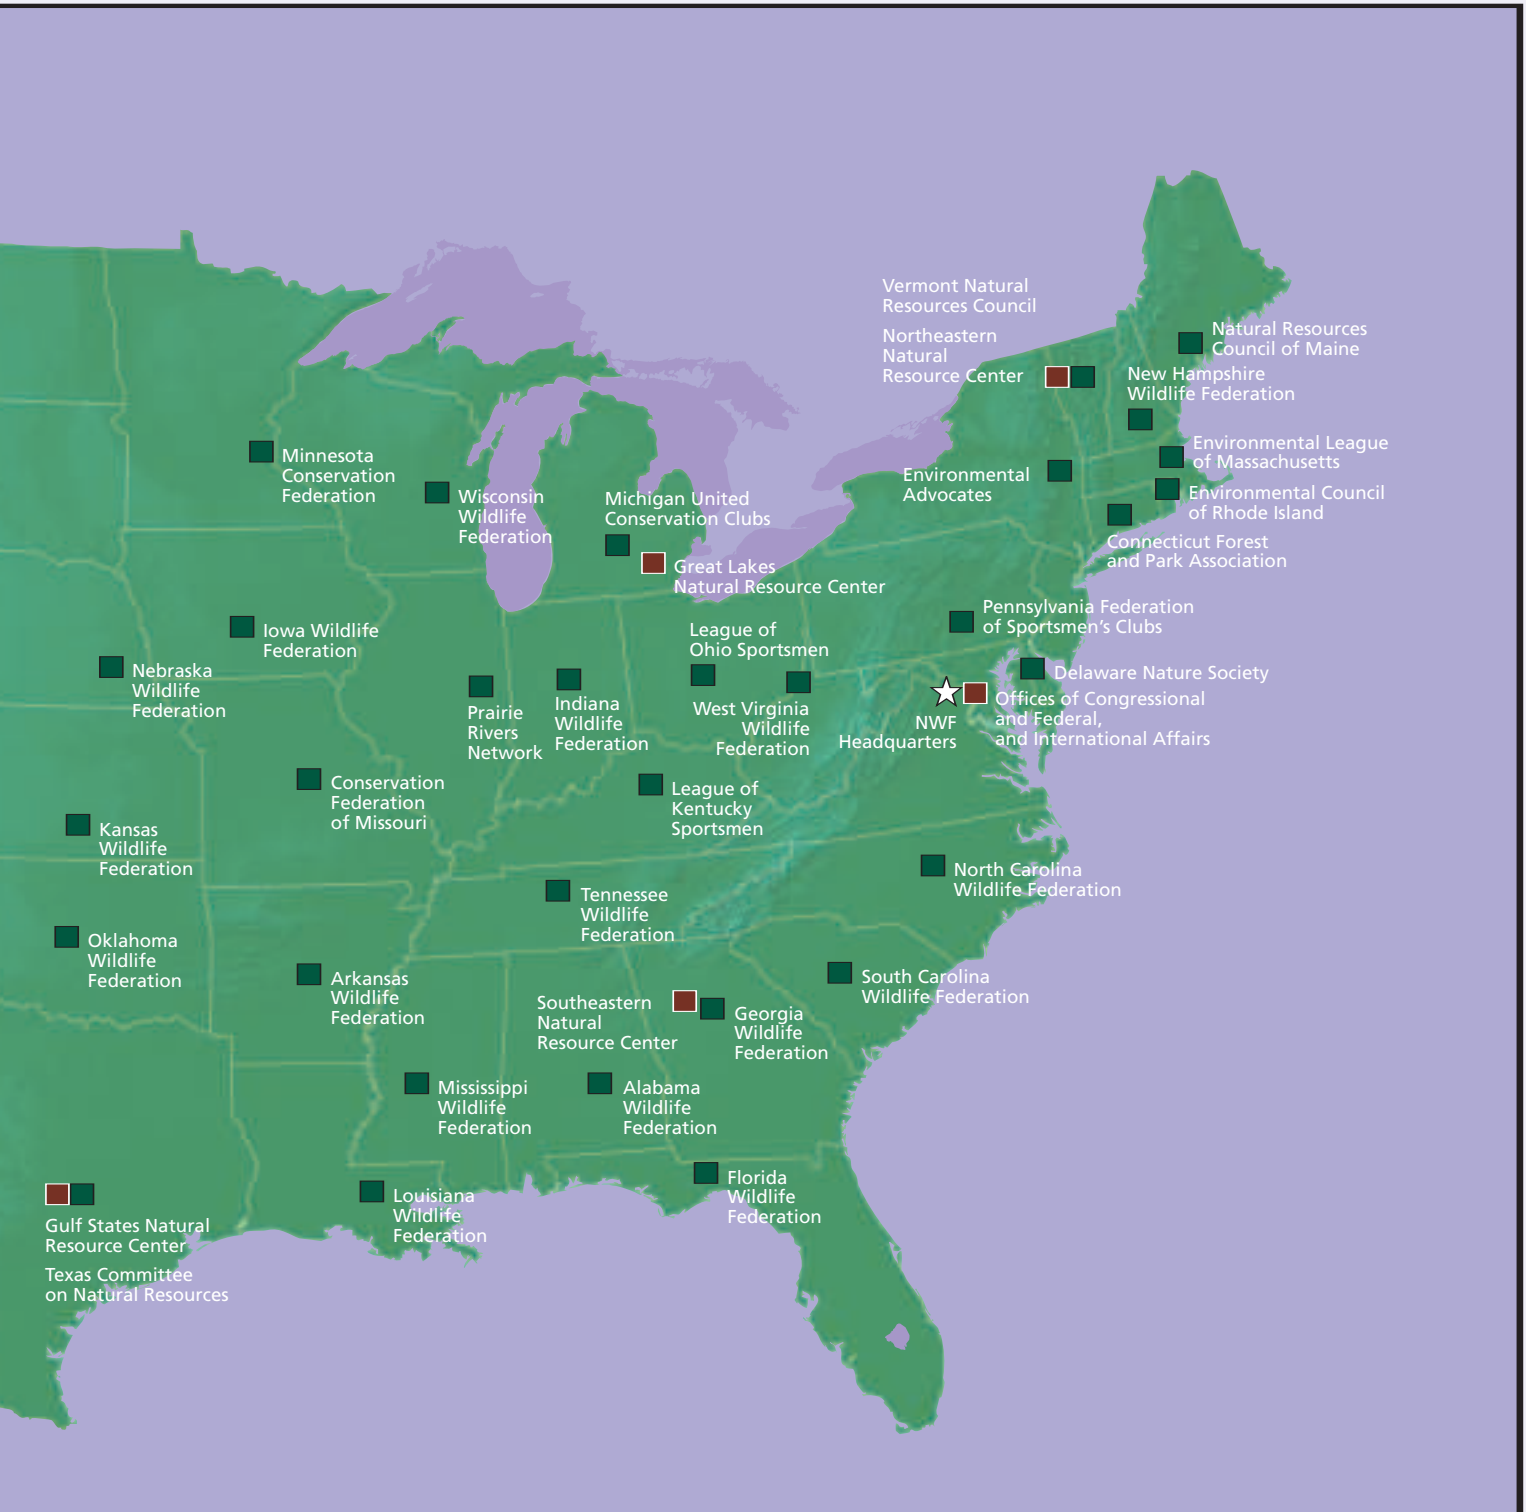 Vermont Natural
Resources Council
Northeastern
Natural
Resource Center
Natural Resources
Council of Maine
New Hampshire
Wildlife Federation
Environmental League
of Massachusetts
Environmental
Advocates
Environmental Council
of Rhode Island
Connecticut Forest
and Park Association
Minnesota
Conservation
Federation
Wisconsin
Wildlife
Federation
Michigan United
Conservation Clubs
Great Lakes
Natural Resource Center
Pennsylvania Federation
of Sportsmen's Clubs
Iowa Wildlife
Federation
League of
Ohio Sportsmen
Nebraska
Wildlife
Federation
Delaware Nature Society
Offices of Congressional
and Federal,
and International Affairs
NWF
Headquarters
Prairie
Rivers
Network
Indiana
Wildlife
Federation
West Virginia
Wildlife
Federation
Conservation
Federation
of Missouri
League of
Kentucky
Sportsmen
Kansas
Wildlife
Federation
North Carolina
Wildlife Federation
Tennessee
Wildlife
Federation
Oklahoma
Wildlife
Federation
Arkansas
Wildlife
Federation
South Carolina
Wildlife Federation
Southeastern
Natural
Resource Center
Georgia
Wildlife
Federation
Mississippi
Wildlife
Federation
Alabama
Wildlife
Federation
Florida
Wildlife
Federation
Louisiana
Wildlife
Federation
Gulf States Natural
Resource Center
Texas Committee
on Natural Resources